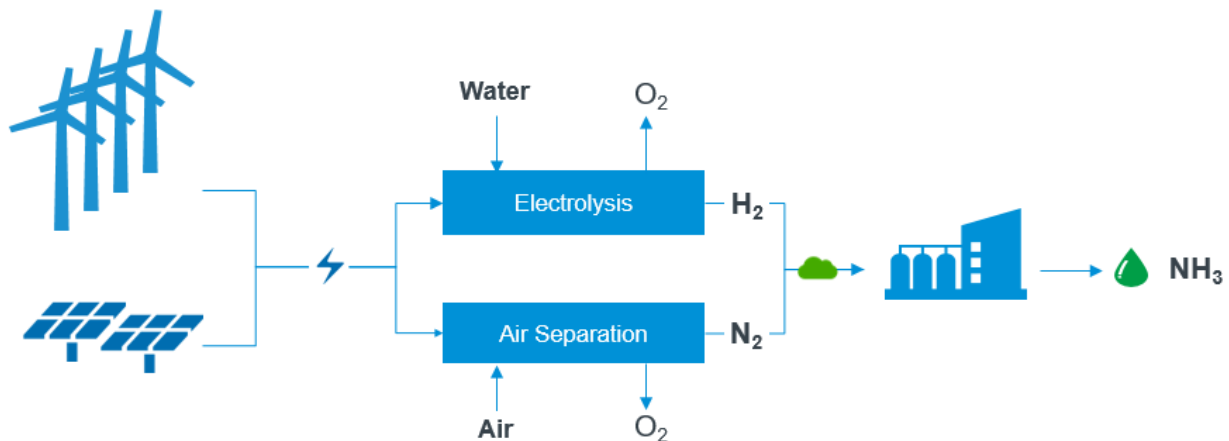 Water
O₂
Electrolysis
H₂
Air Separation
N₂
NH₃
Air
O₂